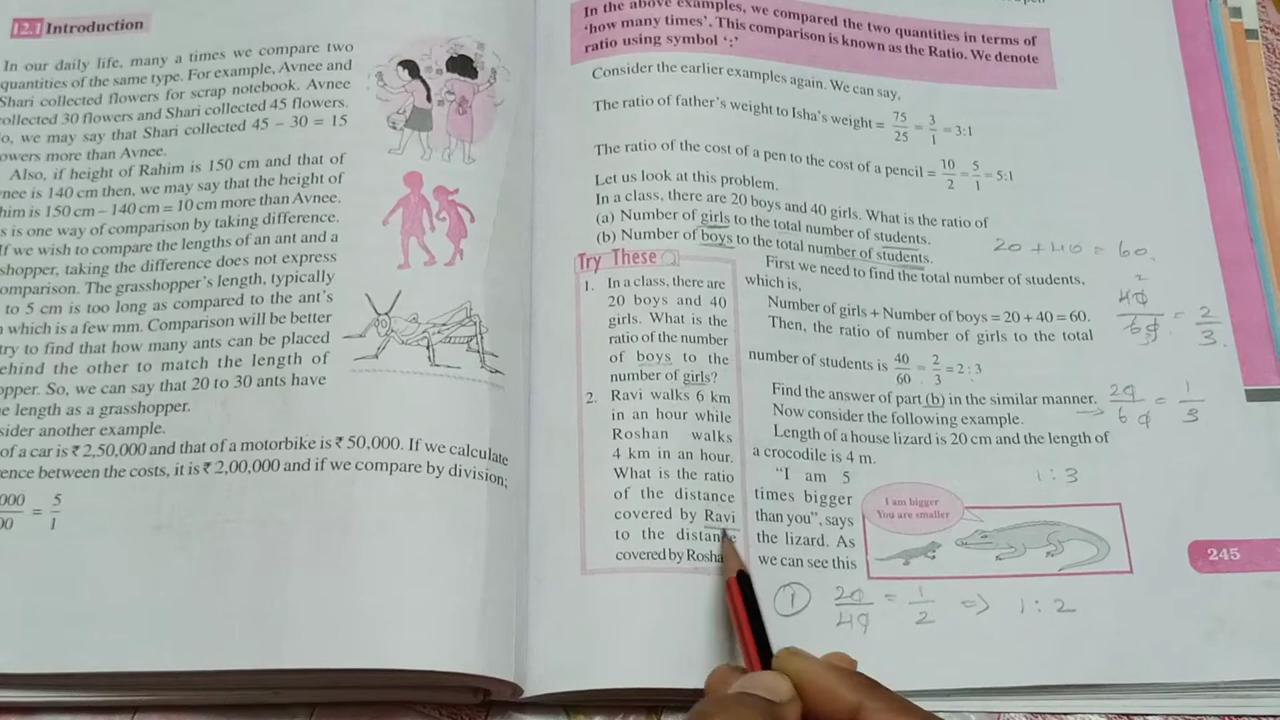 12.1 Introduction
In our daily life, many a times we compare two
quantities of the same type. For example, Avnee and
Shari collected flowers for scrap notebook. Avnee
ollected 30 flowers and Shari collected 45 flowers.
o, we may say that Shari collected 45 – 30 = 15
owers more than Avnee.
Also, if height of Rahim is 150 cm and that of
nee is 140 cm then, we may say that the height of
him is 150 cm – 140 cm = 10 cm more than Avnee.
s is one way of comparison by taking difference.
If we wish to compare the lengths of an ant and a
shopper, taking the difference does not express
omparison. The grasshopper's length, typically
to 5 cm is too long as compared to the ant's
which is a few mm. Comparison will be better
try to find that how many ants can be placed
ehind the other to match the length of
opper. So, we can say that 20 to 30 ants have
e length as a grasshopper.
sider another example.
of a car is ₹ 2,50,000 and that of a motorbike is ₹ 50,000. If we calculate
ence between the costs, it is ₹ 2,00,000 and if we compare by division;
000/00 = 5/1
In the above examples, we compared the two quantities in terms of
'how many times'. This comparison is known as the Ratio. We denote
ratio using symbol ':'
Consider the earlier examples again. We can say,
The ratio of father's weight to Isha's weight = 75/25 = 3/1 = 3:1
The ratio of the cost of a pen to the cost of a pencil = 10/2 = 5/1 = 5:1
Let us look at this problem.
In a class, there are 20 boys and 40 girls. What is the ratio of
(a) Number of girls to the total number of students.
(b) Number of boys to the total number of students.
20 + 40 = 60.
First we need to find the total number of students,
which is,
Number of girls + Number of boys = 20 + 40 = 60.
Then, the ratio of number of girls to the total
number of students is 40/60 = 2/3 = 2 : 3
2
40/60 = 2/3.
3
Find the answer of part (b) in the similar manner.
→ 20/60 = 1/3
Now consider the following example.
Length of a house lizard is 20 cm and the length of
a crocodile is 4 m.
1 : 3
"I am 5
times bigger
than you", says
the lizard. As
we can see this
I am bigger
You are smaller
Try These
1. In a class, there are
20 boys and 40
girls. What is the
ratio of the number
of boys to the
number of girls?
2. Ravi walks 6 km
in an hour while
Roshan walks
4 km in an hour.
What is the ratio
of the distance
covered by Ravi
to the distance
covered by Rosha
1 20/40 = 1/2 => 1 : 2
245